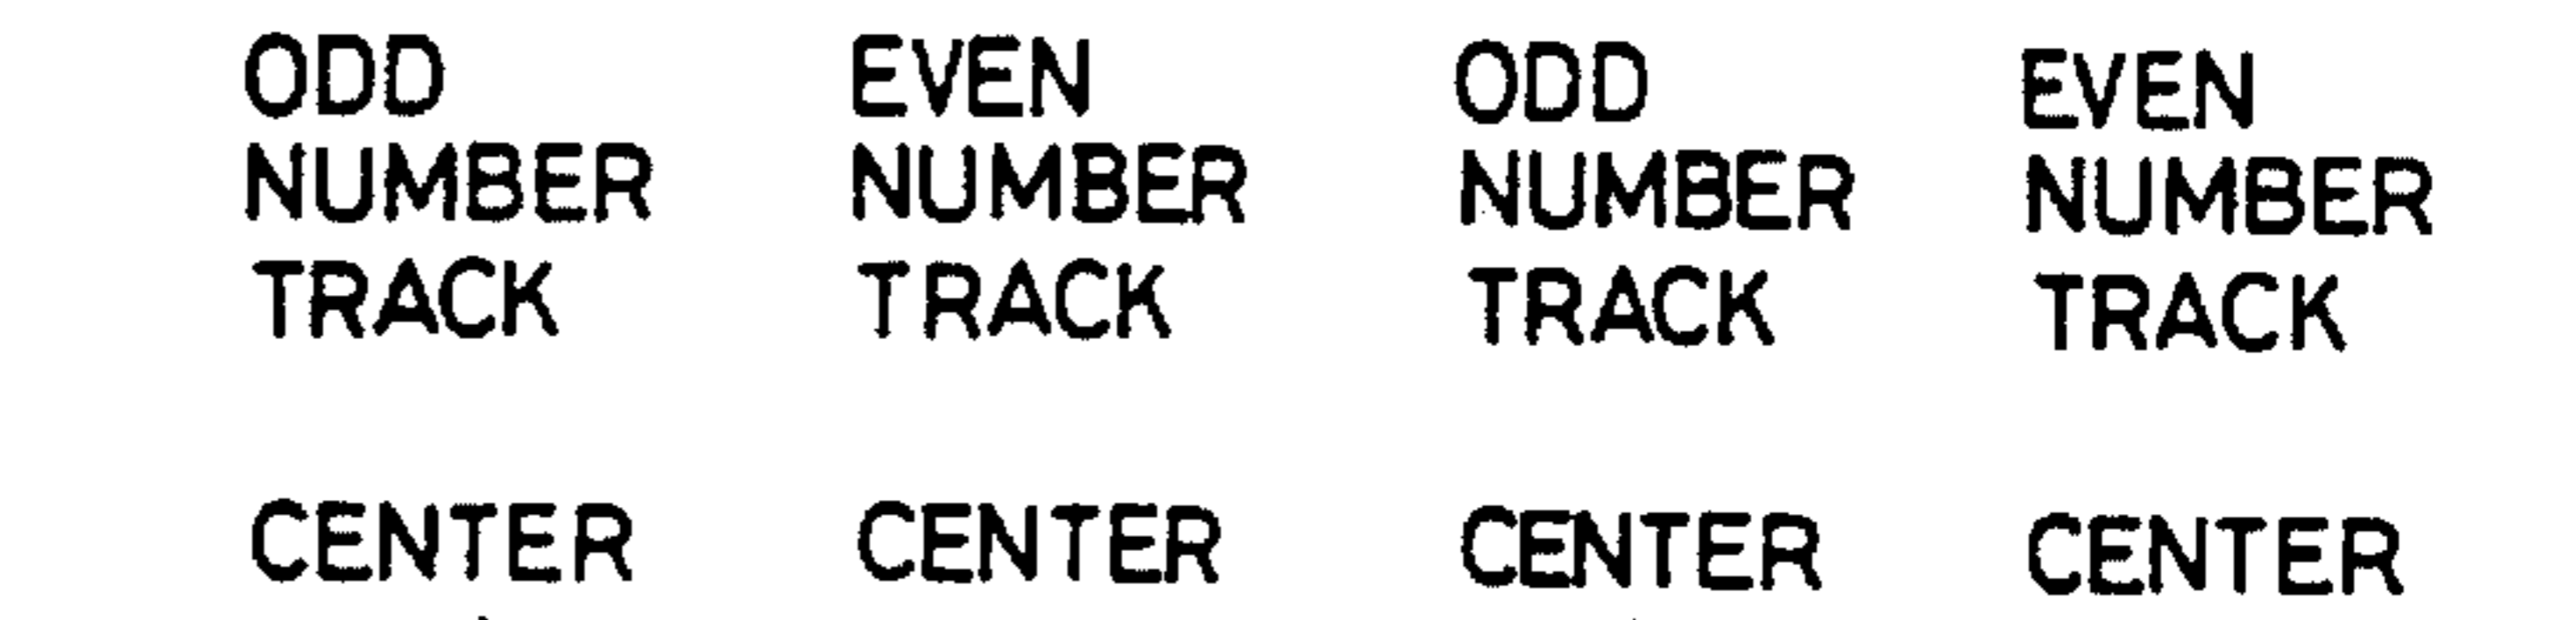 ODD EVEN ODD EVEN
NUMBER NUMBER NUMBER NUMBER
TRACK TRACK TRACK TRACK
CENTER CENTER CENTER CENTER